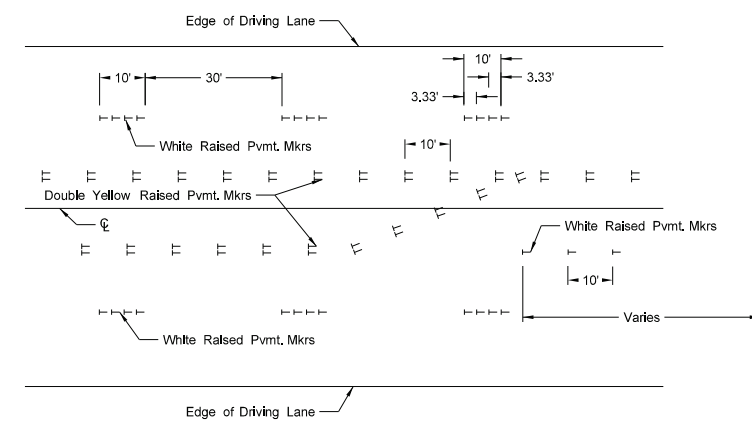 Edge of Driving Lane
10'
30'
10'
3.33'
3.33'
White Raised Pvmt. Mkrs
10'
Double Yellow Raised Pvmt. Mkrs
℄
White Raised Pvmt. Mkrs
10'
Varies
White Raised Pvmt. Mkrs
Edge of Driving Lane